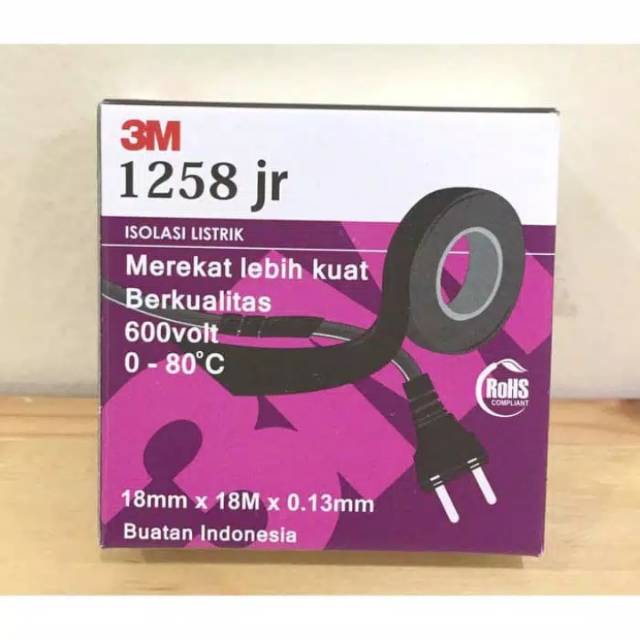 3M
1258 jr
ISOLASI LISTRIK
Merekat lebih kuat
Berkualitas
600volt
0 - 80°C
RoHS
COMPLIANT
18mm x 18M x 0.13mm
Buatan Indonesia